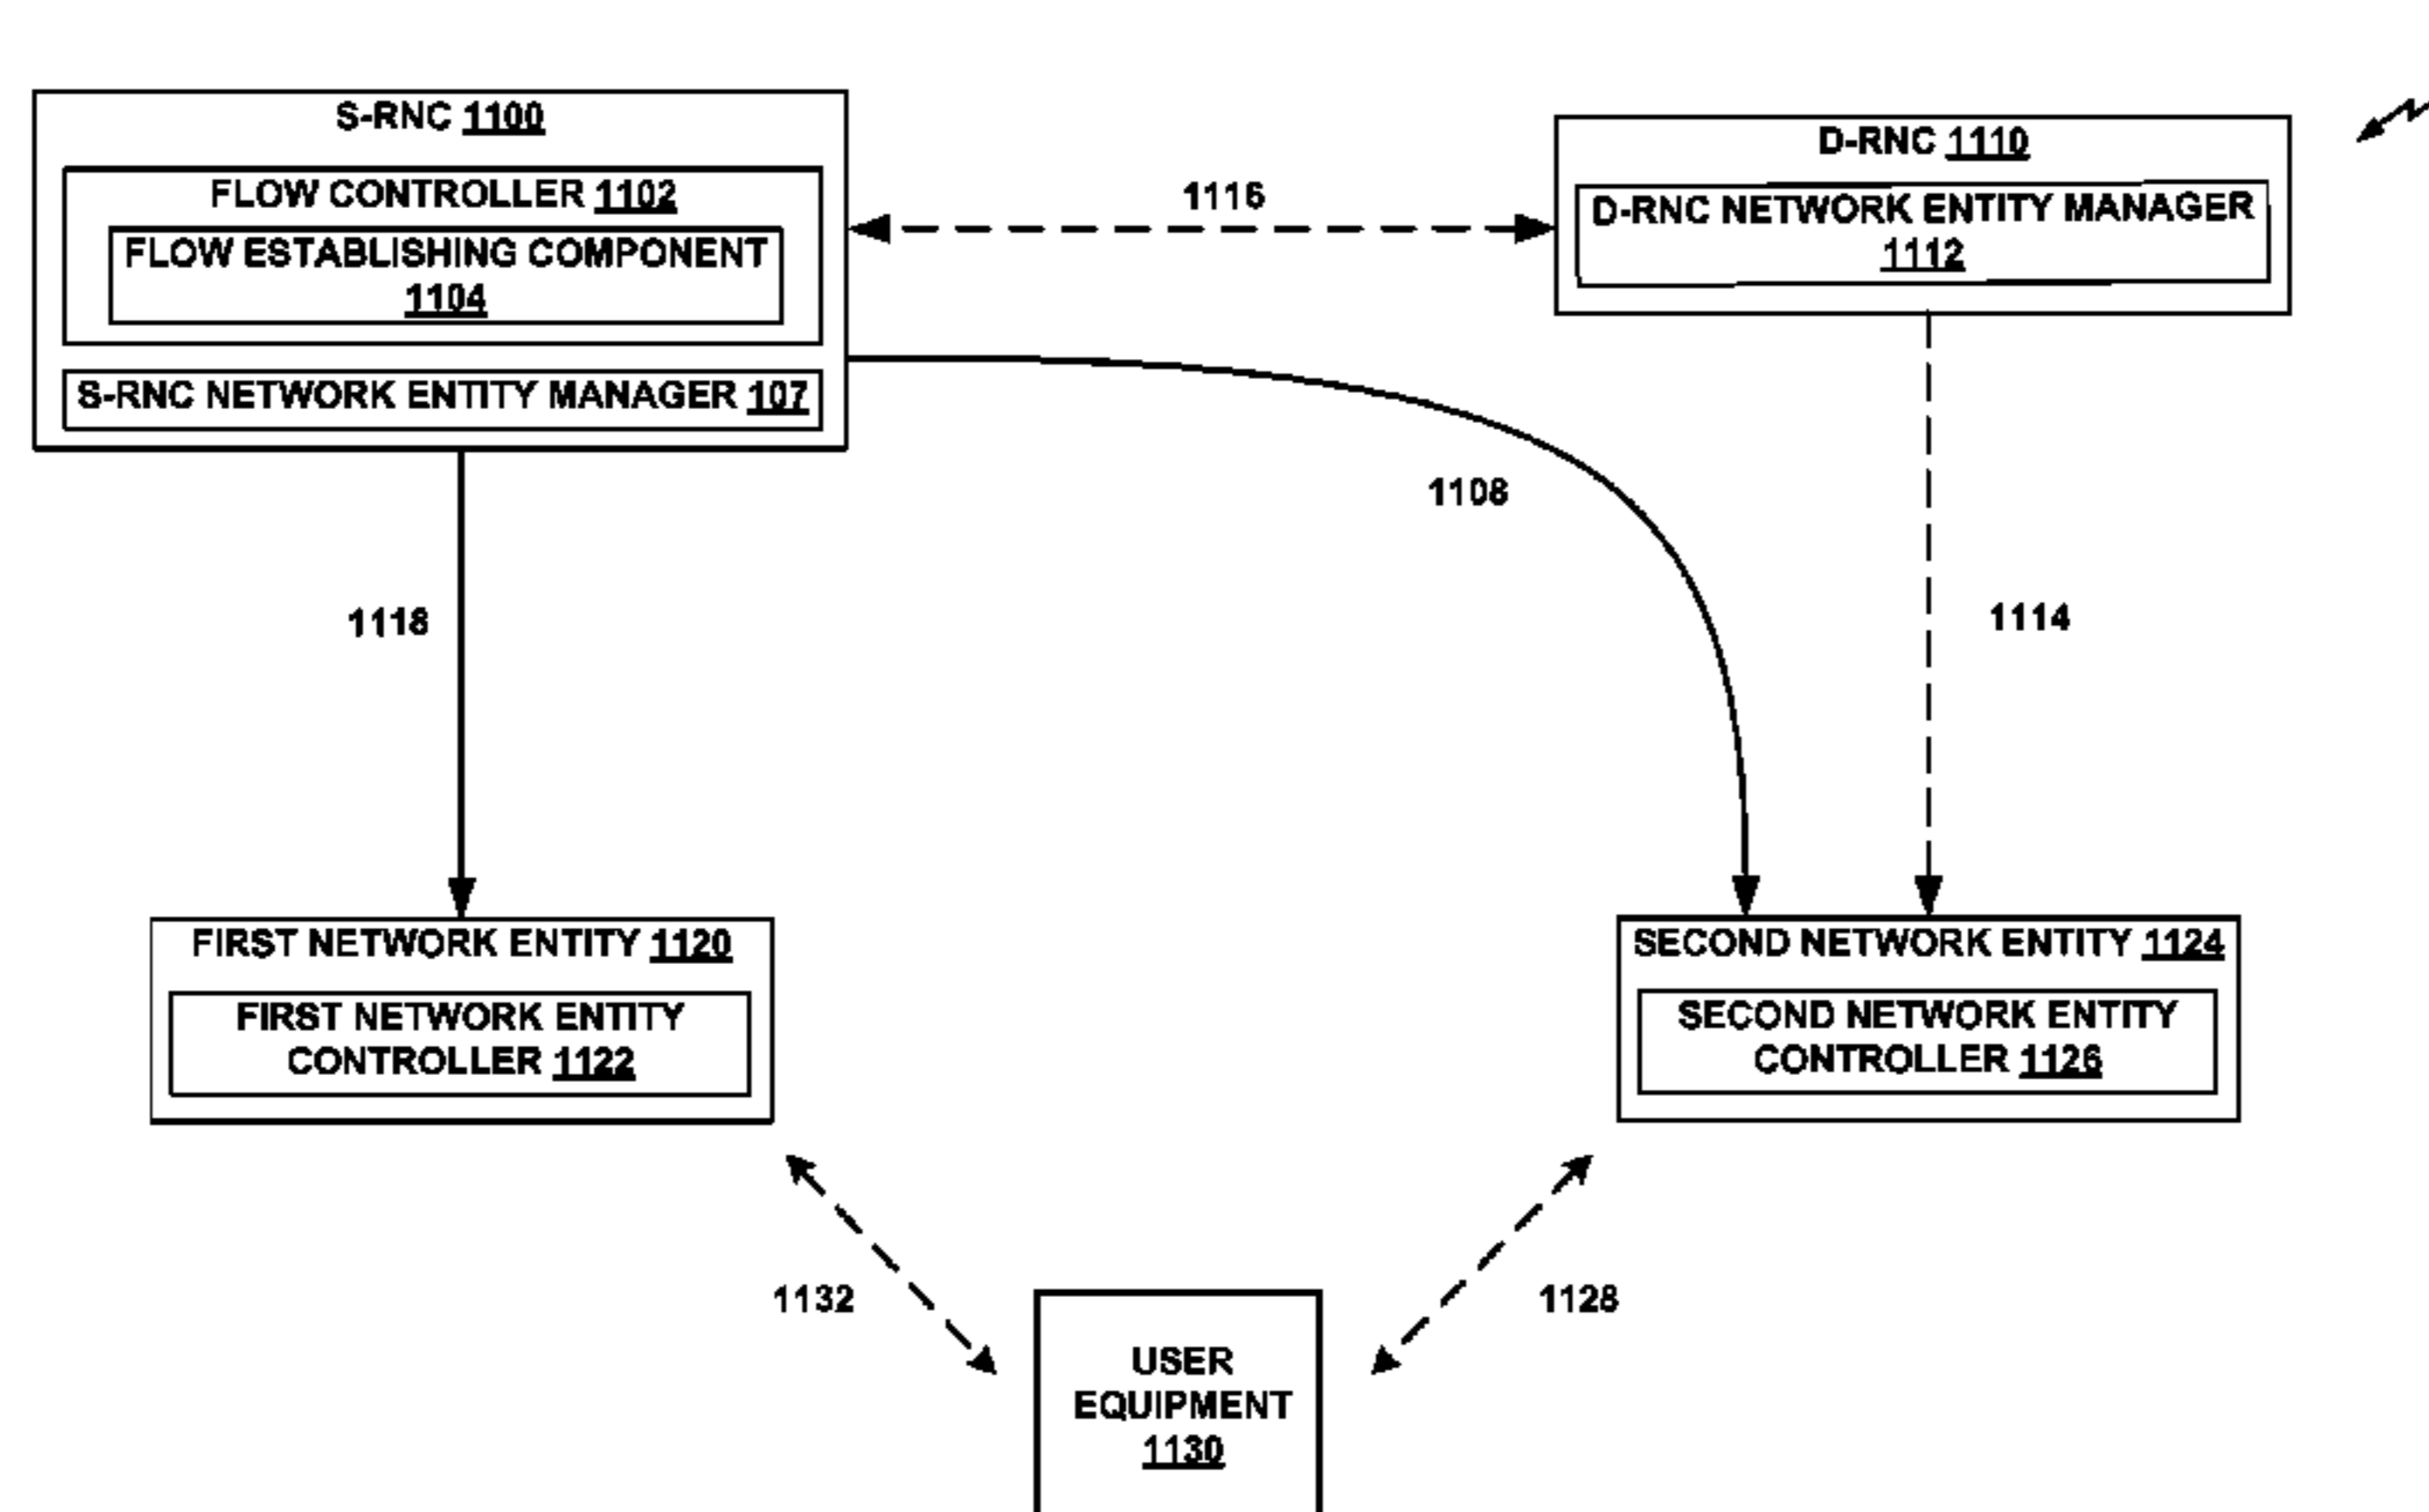 S-RNC 1100
FLOW CONTROLLER 1102
FLOW ESTABLISHING COMPONENT
1104
S-RNC NETWORK ENTITY MANAGER 107
1116
D-RNC 1110
D-RNC NETWORK ENTITY MANAGER
1112
1108
1118
1114
FIRST NETWORK ENTITY 1120
FIRST NETWORK ENTITY
CONTROLLER 1122
SECOND NETWORK ENTITY 1124
SECOND NETWORK ENTITY
CONTROLLER 1126
1132
1128
USER
EQUIPMENT
1130